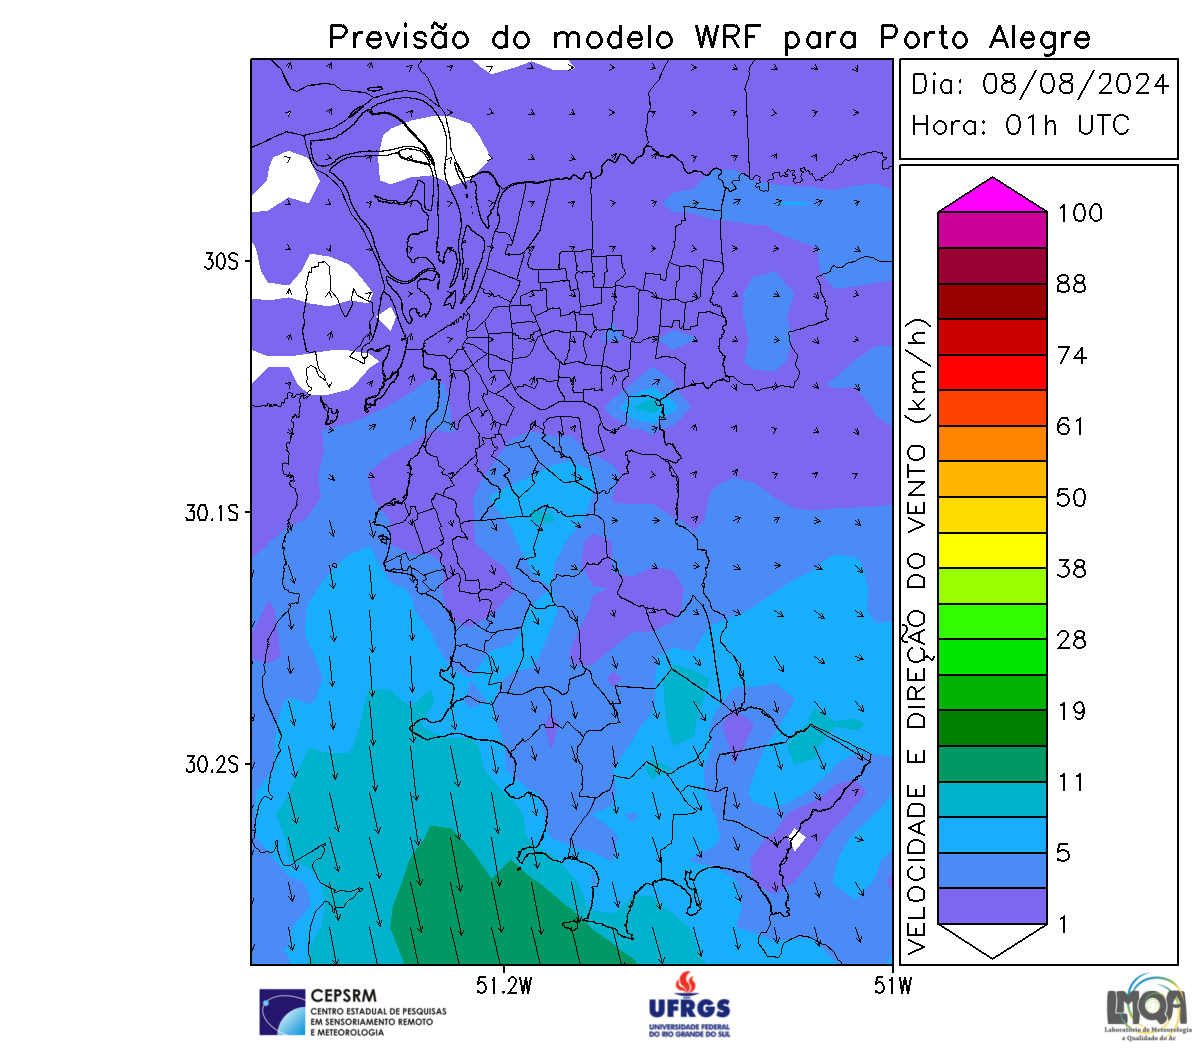 Previsão do modelo WRF para Porto Alegre
Dia: 08/08/2024
Hora: 01h UTC
30S
30.1S
30.2S
51.2W
51W
VELOCIDADE E DIREÇÃO DO VENTO (km/h)
100
88
74
61
50
38
28
19
11
5
1
CEPSRM
CENTRO ESTADUAL DE PESQUISAS
EM SENSORIAMENTO REMOTO
E METEOROLOGIA
UFRGS
UNIVERSIDADE FEDERAL
DO RIO GRANDE DO SUL
LMQA
Laboratório de Meteorologia
e Qualidade do Ar